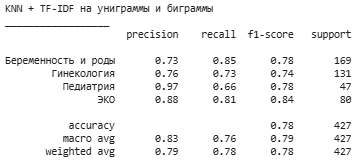 KNN + TF-IDF на униграммы и биграммы
precision recall f1-score support
Беременность и роды 0.73 0.85 0.78 169
Гинекология 0.76 0.73 0.74 131
Педиатрия 0.97 0.66 0.78 47
ЭКО 0.88 0.81 0.84 80
accuracy 0.78 427
macro avg 0.83 0.76 0.79 427
weighted avg 0.79 0.78 0.78 427